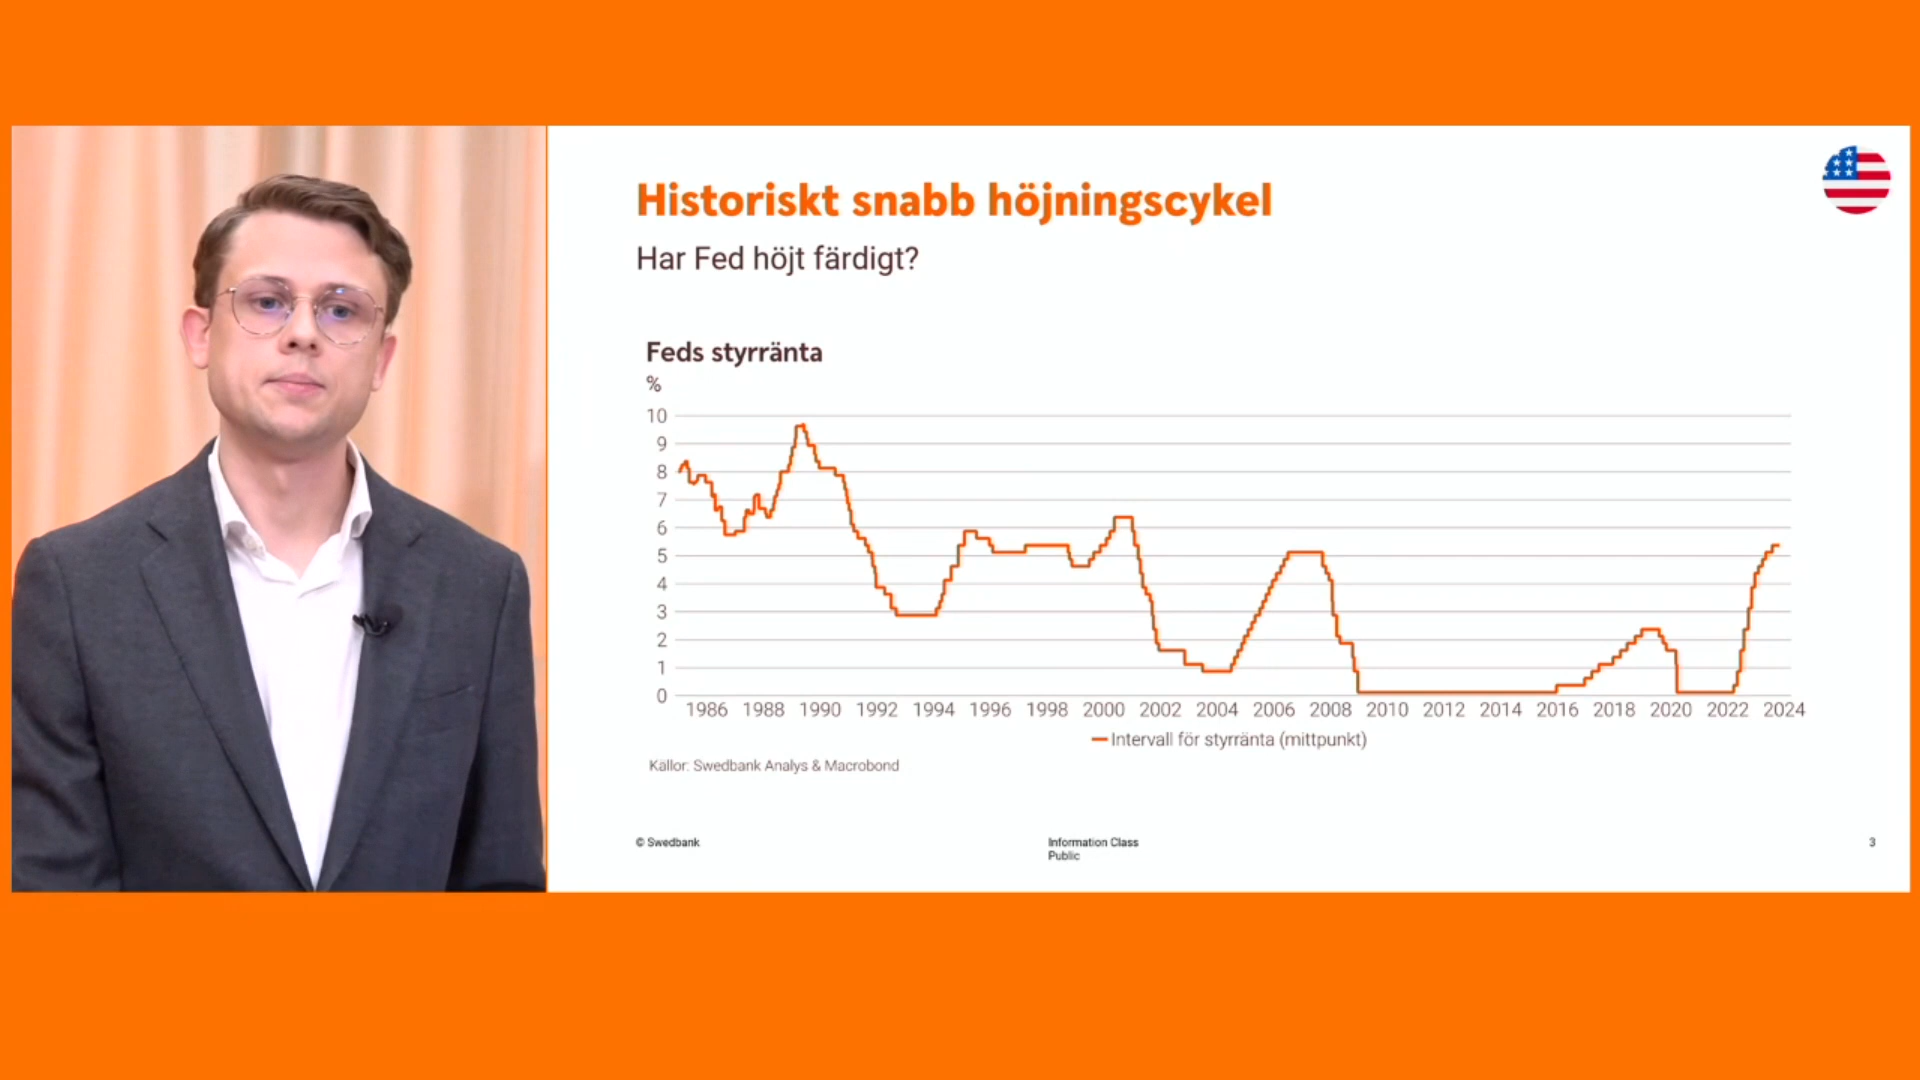 Historiskt snabb höjningscykel
Har Fed höjt färdigt?
Feds styrränta
%
10
9
8
7
6
5
4
3
2
1
0
1986 1988 1990 1992 1994 1996 1998 2000 2002 2004 2006 2008 2010 2012 2014 2016 2018 2020 2022 2024
Intervall för styrränta (mittpunkt)
Källor: Swedbank Analys & Macrobond
© Swedbank
Information Class
Public
3